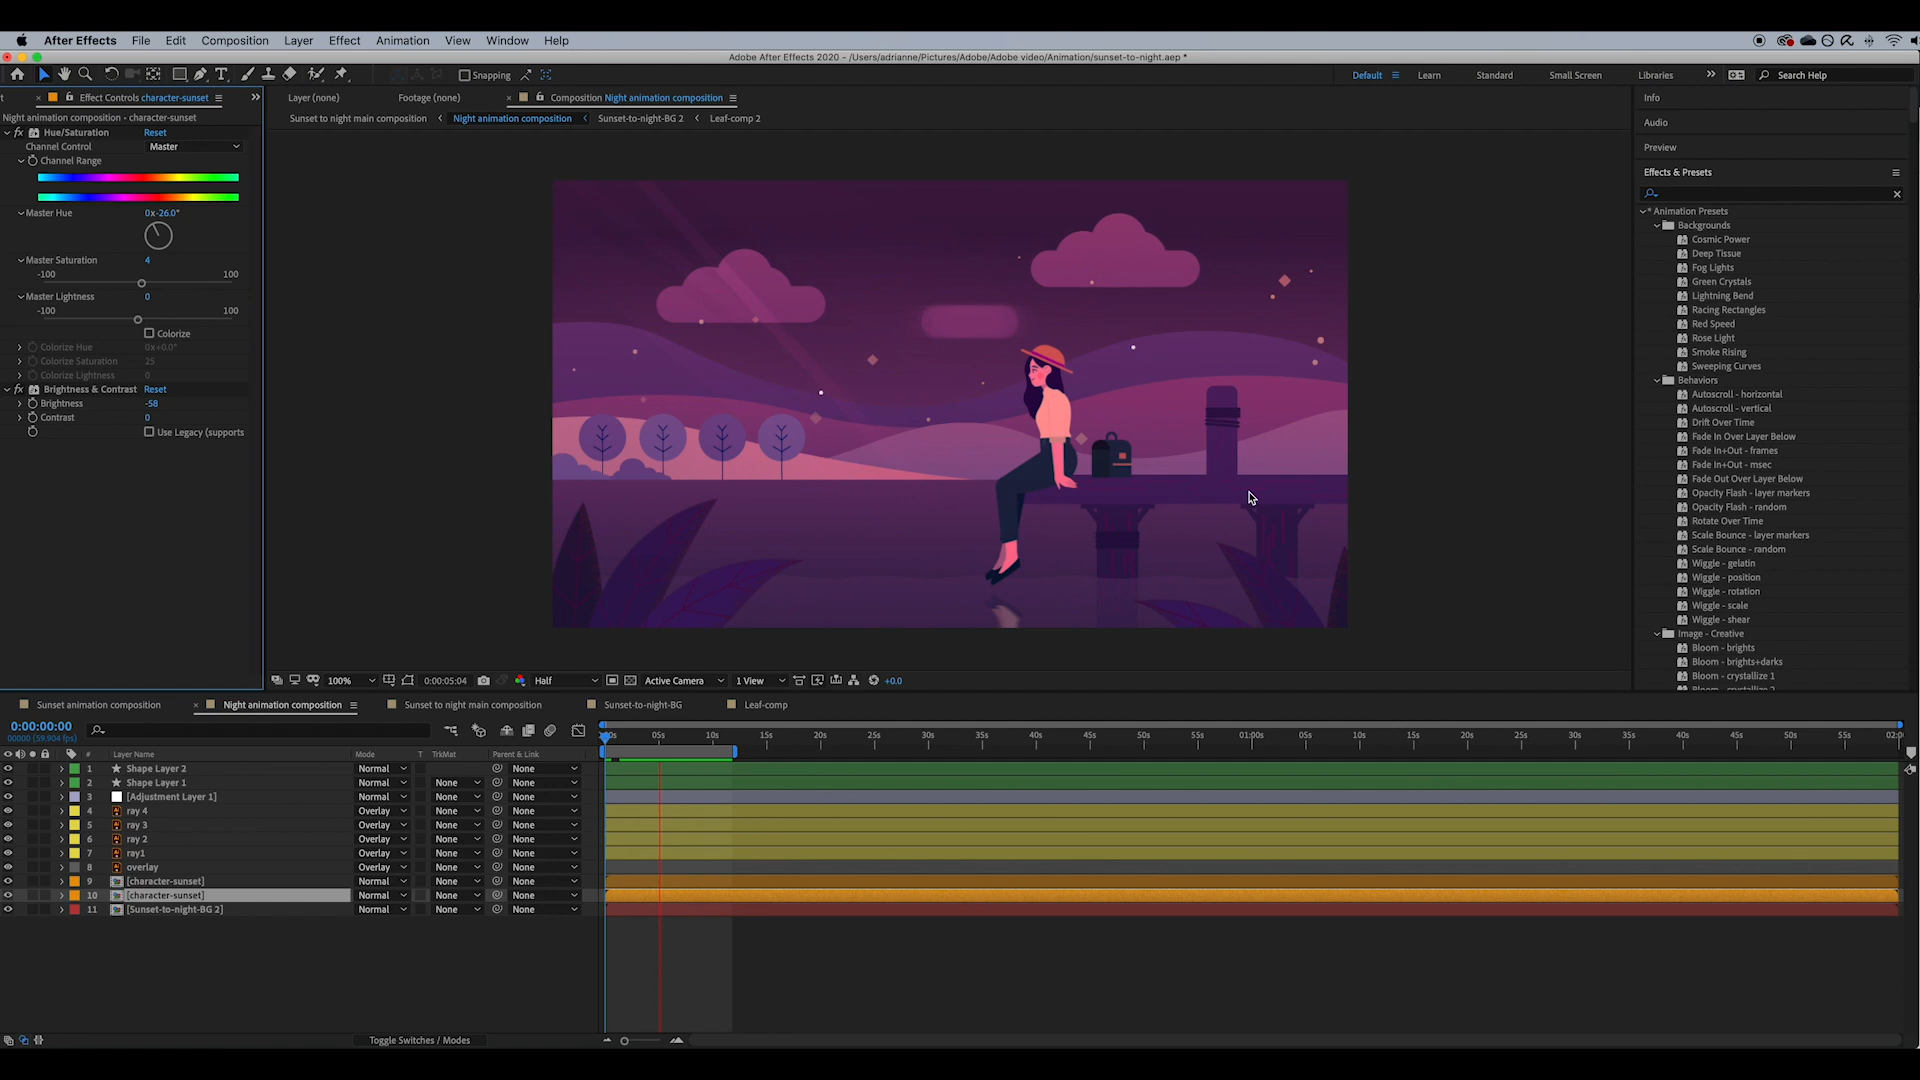 After Effects File Edit Composition Layer Effect Animation View Window Help
Adobe After Effects 2020 - /Users/adrianne/Pictures/Adobe/Adobe video/Animation/sunset-to-night.aep *
Snapping
Default Learn Standard Small Screen Libraries Search Help
Effect Controls character-sunset
Layer (none) Footage (none) Composition Night animation composition
Info
Night animation composition - character-sunset
Sunset to night main composition Night animation composition Sunset-to-night-BG 2 Leaf-comp 2
Audio
fx Hue/Saturation Reset
Channel Control Master
Preview
Channel Range
Effects & Presets
Master Hue 0x-26.0°
Master Saturation 4
-100 100
Master Lightness 0
-100 100
Colorize
Colorize Hue 0x+0.0°
Colorize Saturation 25
Colorize Lightness 0
fx Brightness & Contrast Reset
Brightness -58
Contrast 0
Use Legacy (supports
* Animation Presets
Backgrounds
Cosmic Power
Deep Tissue
Fog Lights
Green Crystals
Lightning Bend
Racing Rectangles
Red Speed
Rose Light
Smoke Rising
Sweeping Curves
Behaviors
Autoscroll - horizontal
Autoscroll - vertical
Drift Over Time
Fade In Over Layer Below
Fade In+Out - frames
Fade In+Out - msec
Fade Out Over Layer Below
Opacity Flash - layer markers
Opacity Flash - random
Rotate Over Time
Scale Bounce - layer markers
Scale Bounce - random
Wiggle - gelatin
Wiggle - position
Wiggle - rotation
Wiggle - scale
Wiggle - shear
Image - Creative
Bloom - brights
Bloom - brights+darks
Bloom - crystallize 1
Bloom - crystallize 2
100% 0:00:05:04 Half Active Camera 1 View +0.0
Sunset animation composition Night animation composition Sunset to night main composition Sunset-to-night-BG Leaf-comp
0:00:00:00
00000 (59.904 fps)
05s 10s 15s 20s 25s 30s 35s 40s 45s 50s 55s 01:00s 05s 10s 15s 20s 25s 30s 35s 40s 45s 50s 55s 02:0
# Layer Name Mode T TrkMat Parent & Link
1 Shape Layer 2 Normal None
2 Shape Layer 1 Normal None None
3 [Adjustment Layer 1] Normal None None
4 ray 4 Overlay None None
5 ray 3 Overlay None None
6 ray 2 Overlay None None
7 ray1 Overlay None None
8 overlay Overlay None None
9 [character-sunset] Normal None None
10 [character-sunset] Normal None None
11 [Sunset-to-night-BG 2] Normal None None
Toggle Switches / Modes